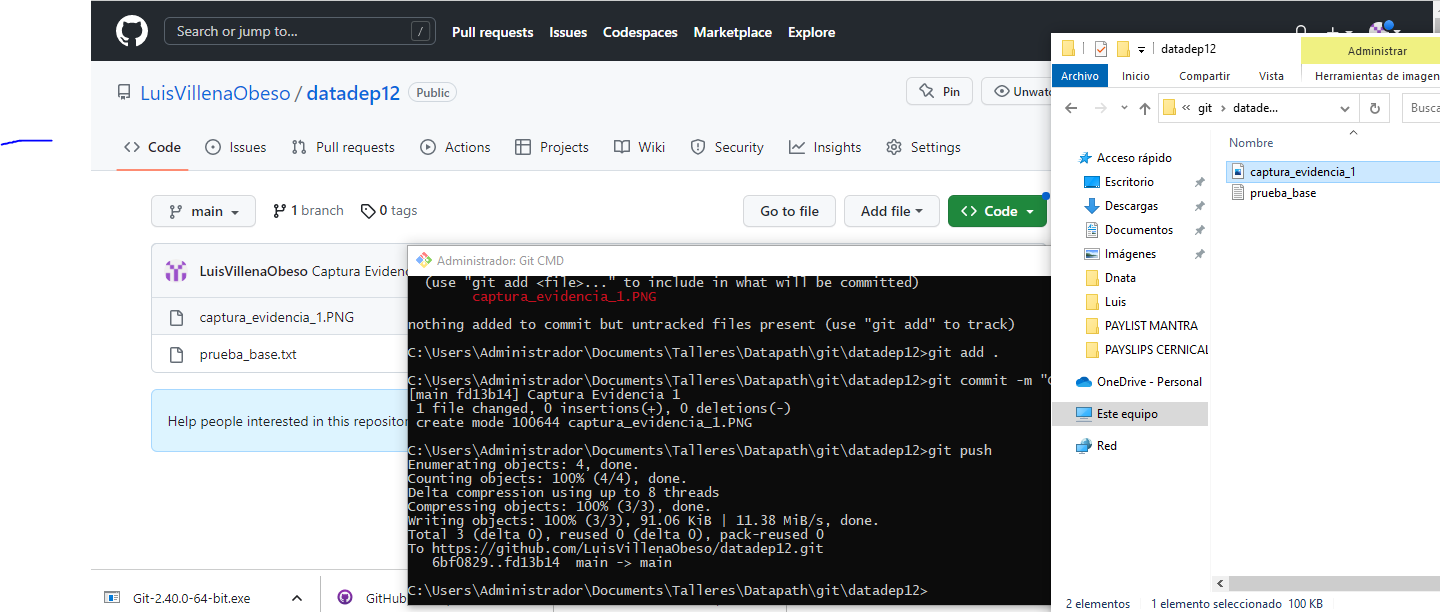 Search or jump to... /
Pull requests Issues Codespaces Marketplace Explore
LuisVillenaObeso / datadep12 Public
Pin
Unwatc
Code Issues Pull requests Actions Projects Wiki Security Insights Settings
main 1 branch 0 tags
Go to file Add file Code
LuisVillenaObeso Captura Evidenc
captura_evidencia_1.PNG
prueba_base.txt
Help people interested in this repositor
Administrador: Git CMD
(use "git add <file>..." to include in what will be committed)
captura_evidencia_1.PNG
nothing added to commit but untracked files present (use "git add" to track)
C:\Users\Administrador\Documents\Talleres\Datapath\git\datadep12>git add .
C:\Users\Administrador\Documents\Talleres\Datapath\git\datadep12>git commit -m "
[main fd13b14] Captura Evidencia 1
1 file changed, 0 insertions(+), 0 deletions(-)
create mode 100644 captura_evidencia_1.PNG
C:\Users\Administrador\Documents\Talleres\Datapath\git\datadep12>git push
Enumerating objects: 4, done.
Counting objects: 100% (4/4), done.
Delta compression using up to 8 threads
Compressing objects: 100% (3/3), done.
Writing objects: 100% (3/3), 91.06 KiB | 11.38 MiB/s, done.
Total 3 (delta 0), reused 0 (delta 0), pack-reused 0
To https://github.com/LuisVillenaObeso/datadep12.git
6bf0829..fd13b14 main -> main
C:\Users\Administrador\Documents\Talleres\Datapath\git\datadep12>
Git-2.40.0-64-bit.exe
GitHub
datadep12
Administrar
Archivo Inicio Compartir Vista Herramientas de imagen
« git › datade...
Busca
Nombre
captura_evidencia_1
prueba_base
Acceso rápido
Escritorio
Descargas
Documentos
Imágenes
Dnata
Luis
PAYLIST MANTRA
PAYSLIPS CERNICAL
OneDrive - Personal
Este equipo
Red
2 elementos 1 elemento seleccionado 100 KB